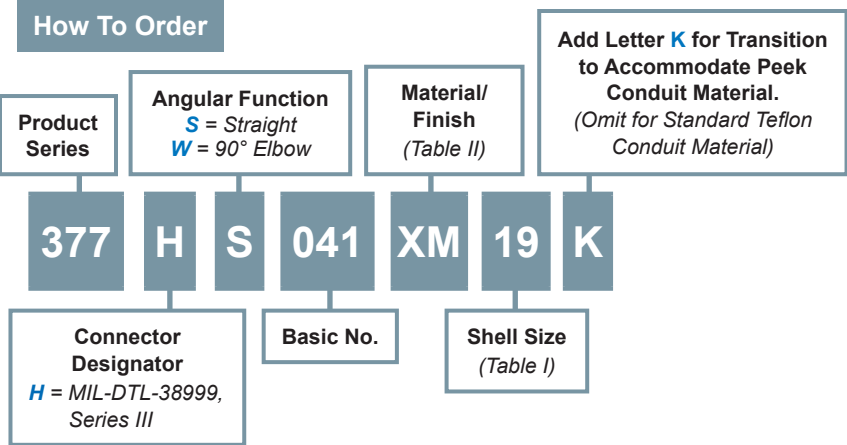 How To Order
Product
Series
Angular Function
S = Straight
W = 90° Elbow
Material/
Finish
(Table II)
Add Letter K for Transition
to Accommodate Peek
Conduit Material.
(Omit for Standard Teflon
Conduit Material)
377 H S 041 XM 19 K
Connector
Designator
H = MIL-DTL-38999,
Series III
Basic No.
Shell Size
(Table I)